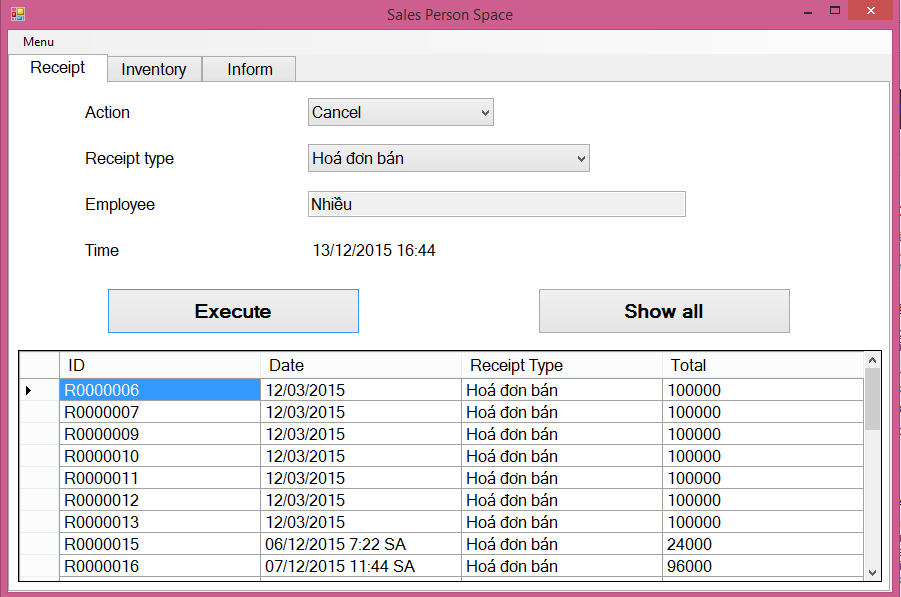 Sales Person Space
Menu
Receipt Inventory Inform
Action Cancel
Receipt type Hoá đơn bán
Employee Nhiều
Time 13/12/2015 16:44
Execute Show all
ID Date Receipt Type Total
R0000006 12/03/2015 Hoá đơn bán 100000
R0000007 12/03/2015 Hoá đơn bán 100000
R0000009 12/03/2015 Hoá đơn bán 100000
R0000010 12/03/2015 Hoá đơn bán 100000
R0000011 12/03/2015 Hoá đơn bán 100000
R0000012 12/03/2015 Hoá đơn bán 100000
R0000013 12/03/2015 Hoá đơn bán 100000
R0000015 06/12/2015 7:22 SA Hoá đơn bán 24000
R0000016 07/12/2015 11:44 SA Hoá đơn bán 96000